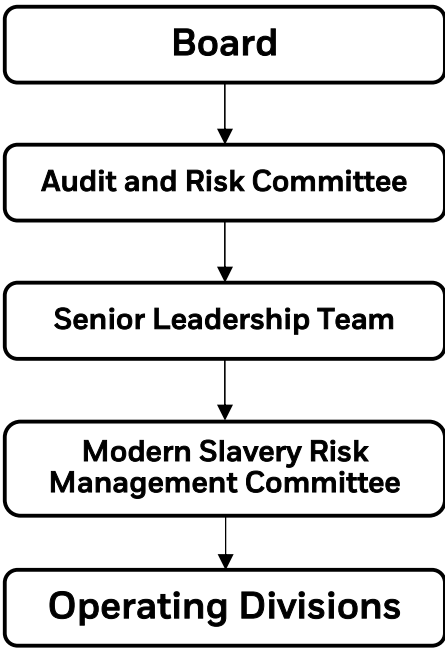 Board
Audit and Risk Committee
Senior Leadership Team
Modern Slavery Risk
Management Committee
Operating Divisions